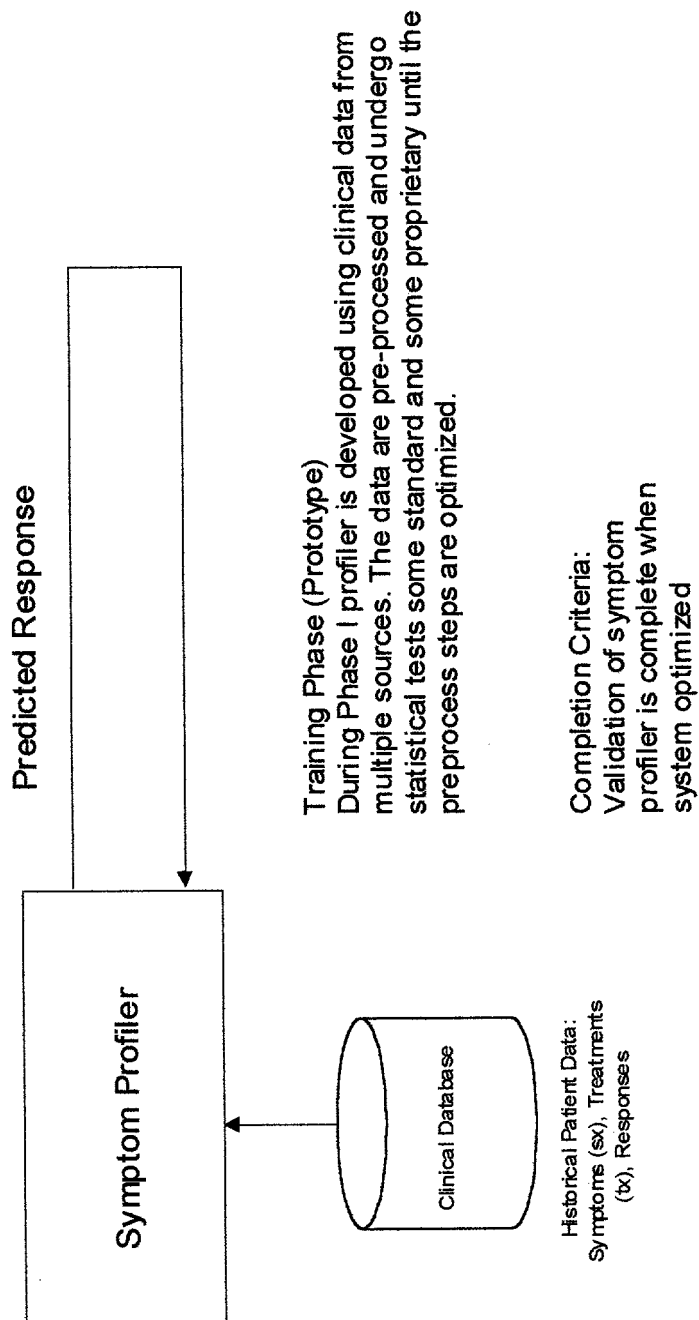 Predicted Response
Symptom Profiler
Training Phase (Prototype)
During Phase I profiler is developed using clinical data from
multiple sources. The data are pre-processed and undergo
statistical tests some standard and some proprietary until the
preprocess steps are optimized.
Clinical Database
Historical Patient Data:
Symptoms (sx), Treatments
(tx), Responses
Completion Criteria:
Validation of symptom
profiler is complete when
system optimized